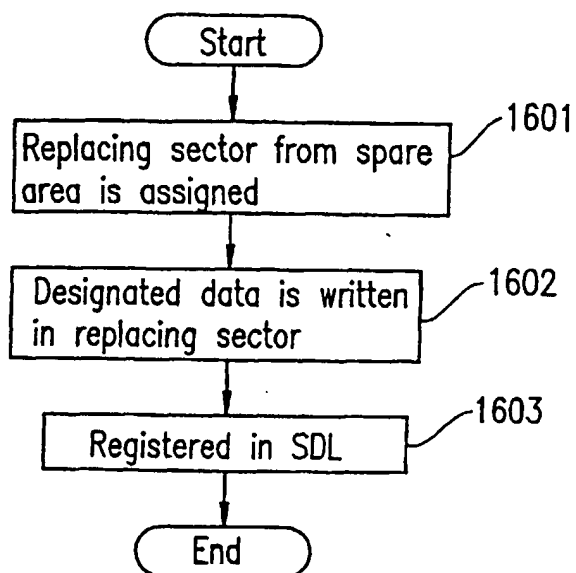 Start
1601
Replacing sector from spare
area is assigned
1602
Designated data is written
in replacing sector
1603
Registered in SDL
End